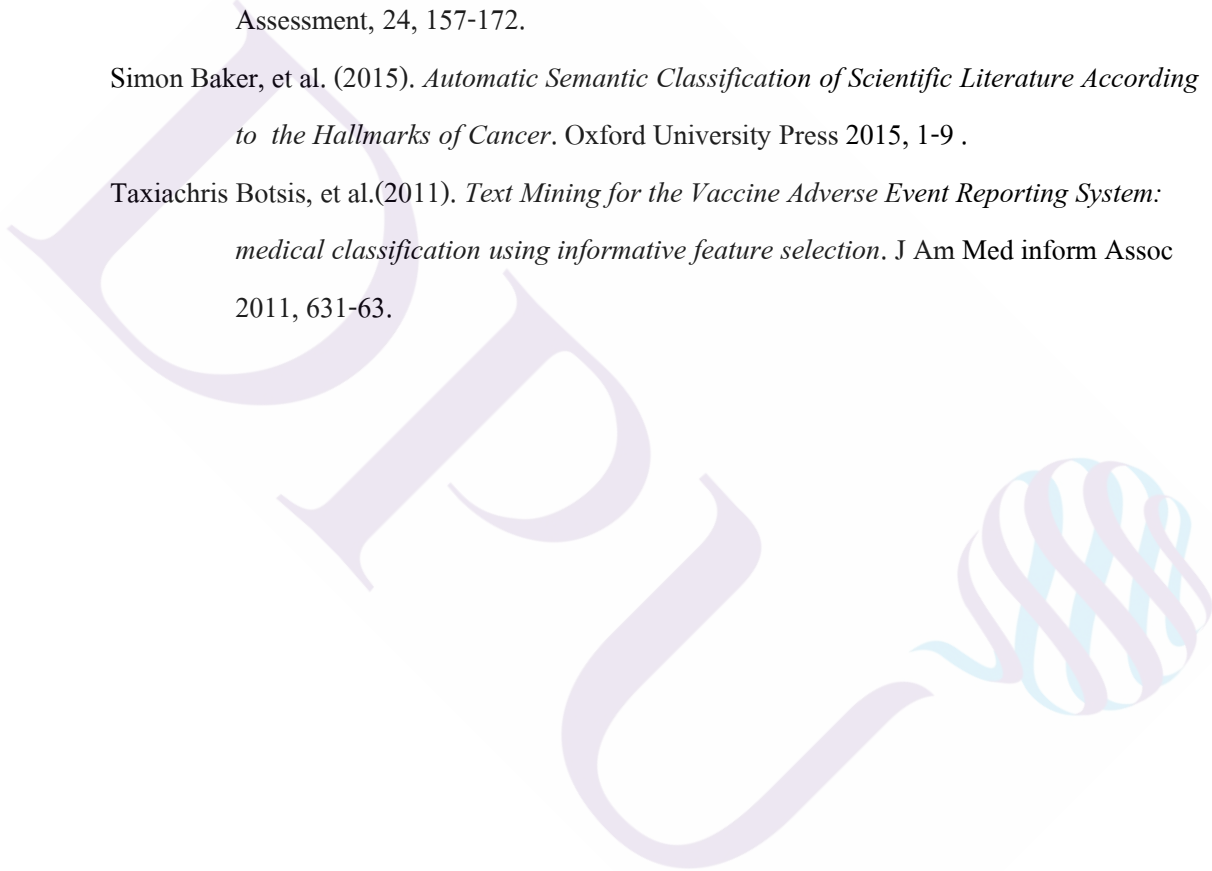 Assessment, 24, 157-172.
Simon Baker, et al. (2015). Automatic Semantic Classification of Scientific Literature According
to the Hallmarks of Cancer. Oxford University Press 2015, 1-9 .
Taxiachris Botsis, et al.(2011). Text Mining for the Vaccine Adverse Event Reporting System:
medical classification using informative feature selection. J Am Med inform Assoc
2011, 631-63.
DPU